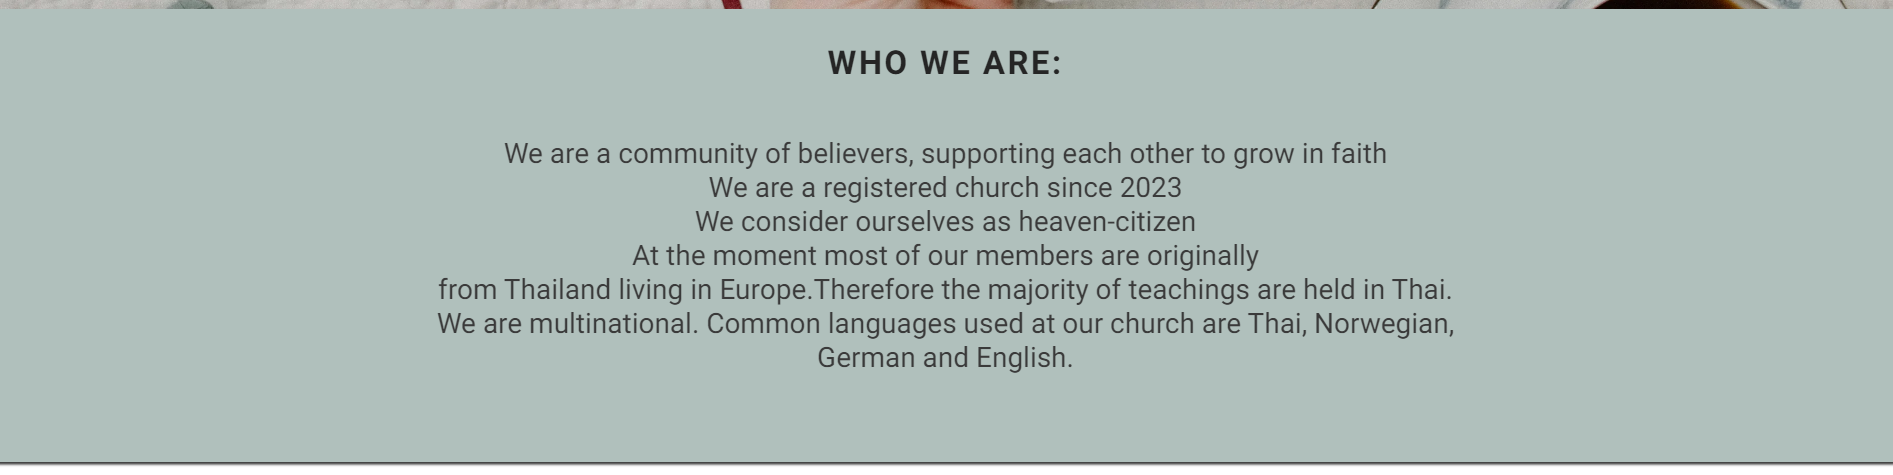 WHO WE ARE:
We are a community of believers, supporting each other to grow in faith
We are a registered church since 2023
We consider ourselves as heaven-citizen
At the moment most of our members are originally
from Thailand living in Europe.Therefore the majority of teachings are held in Thai.
We are multinational. Common languages used at our church are Thai, Norwegian,
German and English.